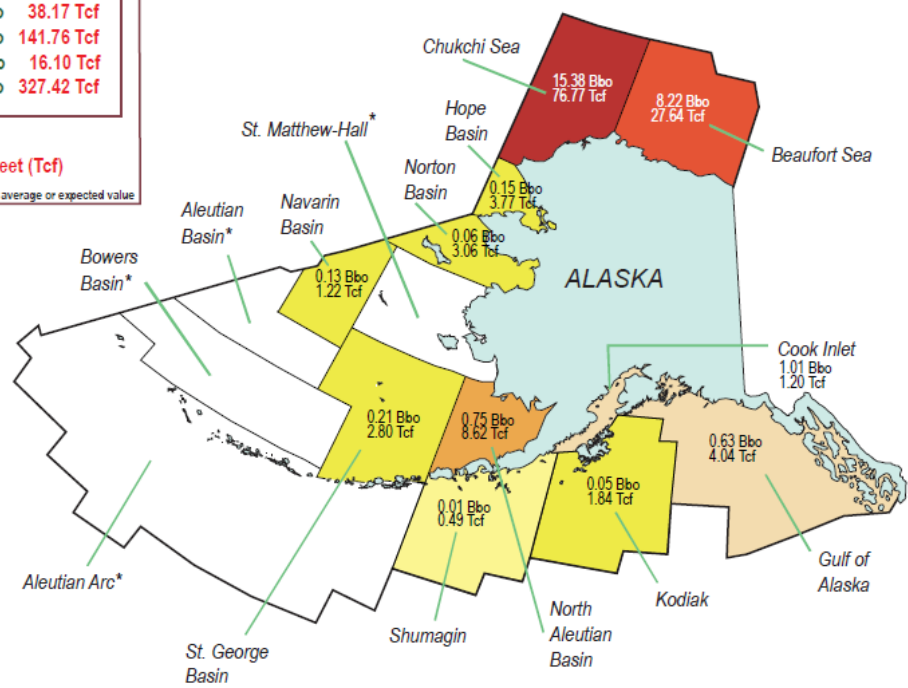 38.17 Tcf
141.76 Tcf
16.10 Tcf
327.42 Tcf
eet (Tcf)
average or expected value
Chukchi Sea
15.38 Bbo
76.77 Tcf
8.22 Bbo
27.64 Tcf
Beaufort Sea
Hope
Basin
0.15 Bbo
3.77 Tcf
St. Matthew-Hall*
Norton
Basin
0.06 Bbo
3.06 Tcf
Navarin
Basin
0.13 Bbo
1.22 Tcf
Aleutian
Basin*
Bowers
Basin*
ALASKA
Cook Inlet
1.01 Bbo
1.20 Tcf
0.21 Bbo
2.80 Tcf
0.75 Bbo
8.62 Tcf
0.63 Bbo
4.04 Tcf
0.05 Bbo
1.84 Tcf
0.01 Bbo
0.49 Tcf
Aleutian Arc*
St. George
Basin
Shumagin
North
Aleutian
Basin
Kodiak
Gulf of
Alaska